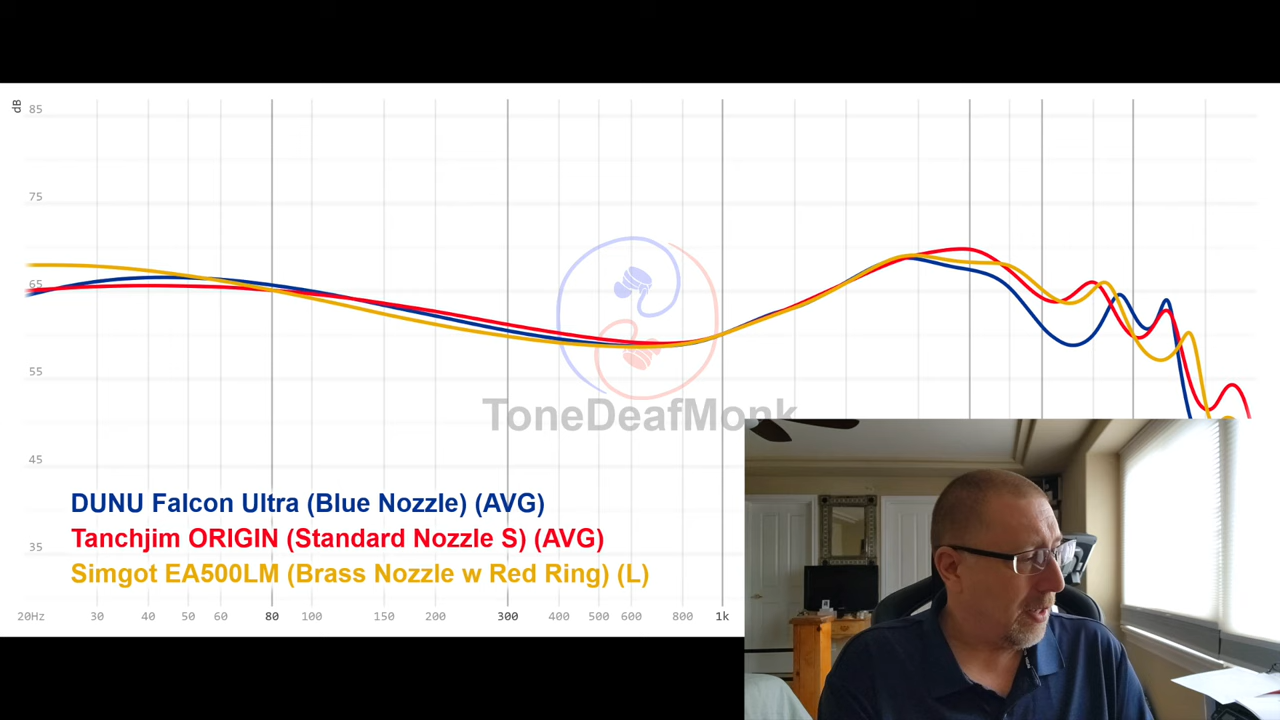 dB
85
75
65
55
45
35
ToneDeafMonk
DUNU Falcon Ultra (Blue Nozzle) (AVG)
Tanchjim ORIGIN (Standard Nozzle S) (AVG)
Simgot EA500LM (Brass Nozzle w Red Ring) (L)
20Hz 30 40 50 60 80 100 150 200 300 400 500 600 800 1k